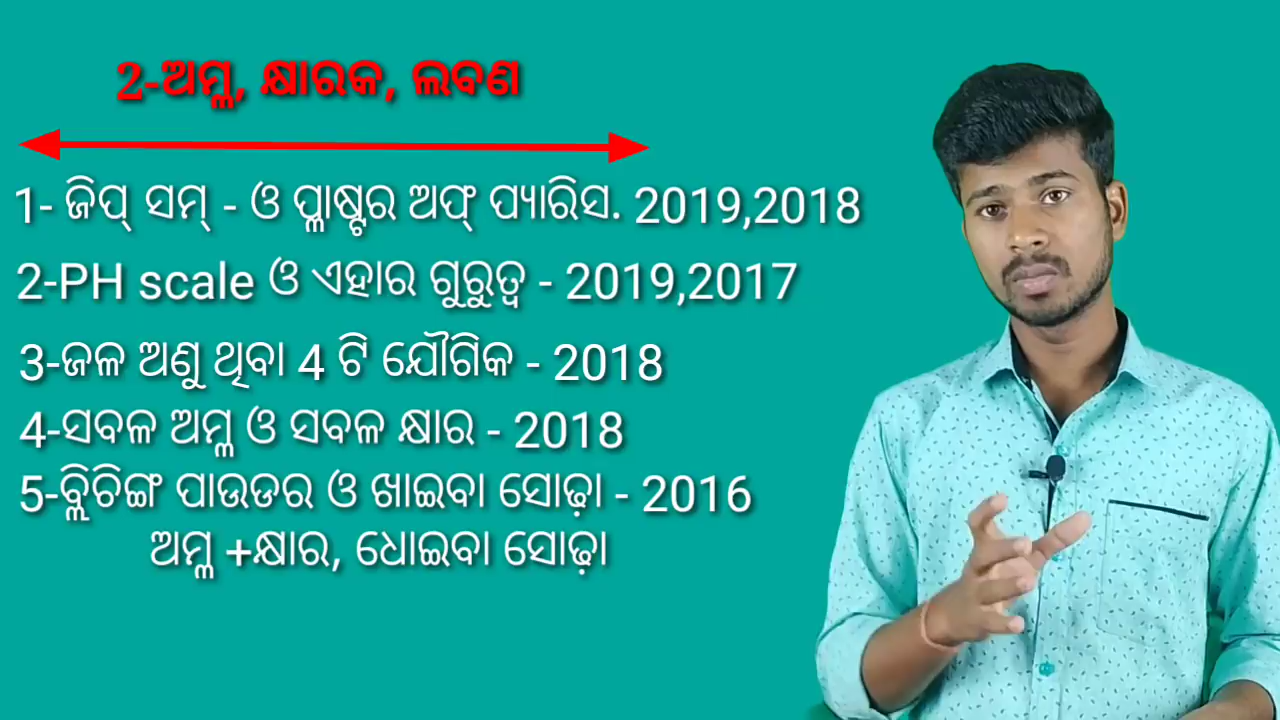 2-ଅମ୍ଳ, କ୍ଷାରକ, ଲବଣ
1- ଜିପ୍ ସମ୍ - ଓ ପ୍ଳାଷ୍ଟର ଅଫ୍ ପ୍ୟାରିସ. 2019,2018
2-PH scale ଓ ଏହାର ଗୁରୁତ୍ୱ - 2019,2017
3-ଜଳ ଅଣୁ ଥିବା 4 ଟି ଯୌଗିକ - 2018
4-ସବଳ ଅମ୍ଳ ଓ ସବଳ କ୍ଷାର - 2018
5-ବ୍ଲିଚିଙ୍ଗ ପାଉଡର ଓ ଖାଇବା ସୋଢ଼ା - 2016
ଅମ୍ଳ +କ୍ଷାର, ଧୋଇବା ସୋଢ଼ା